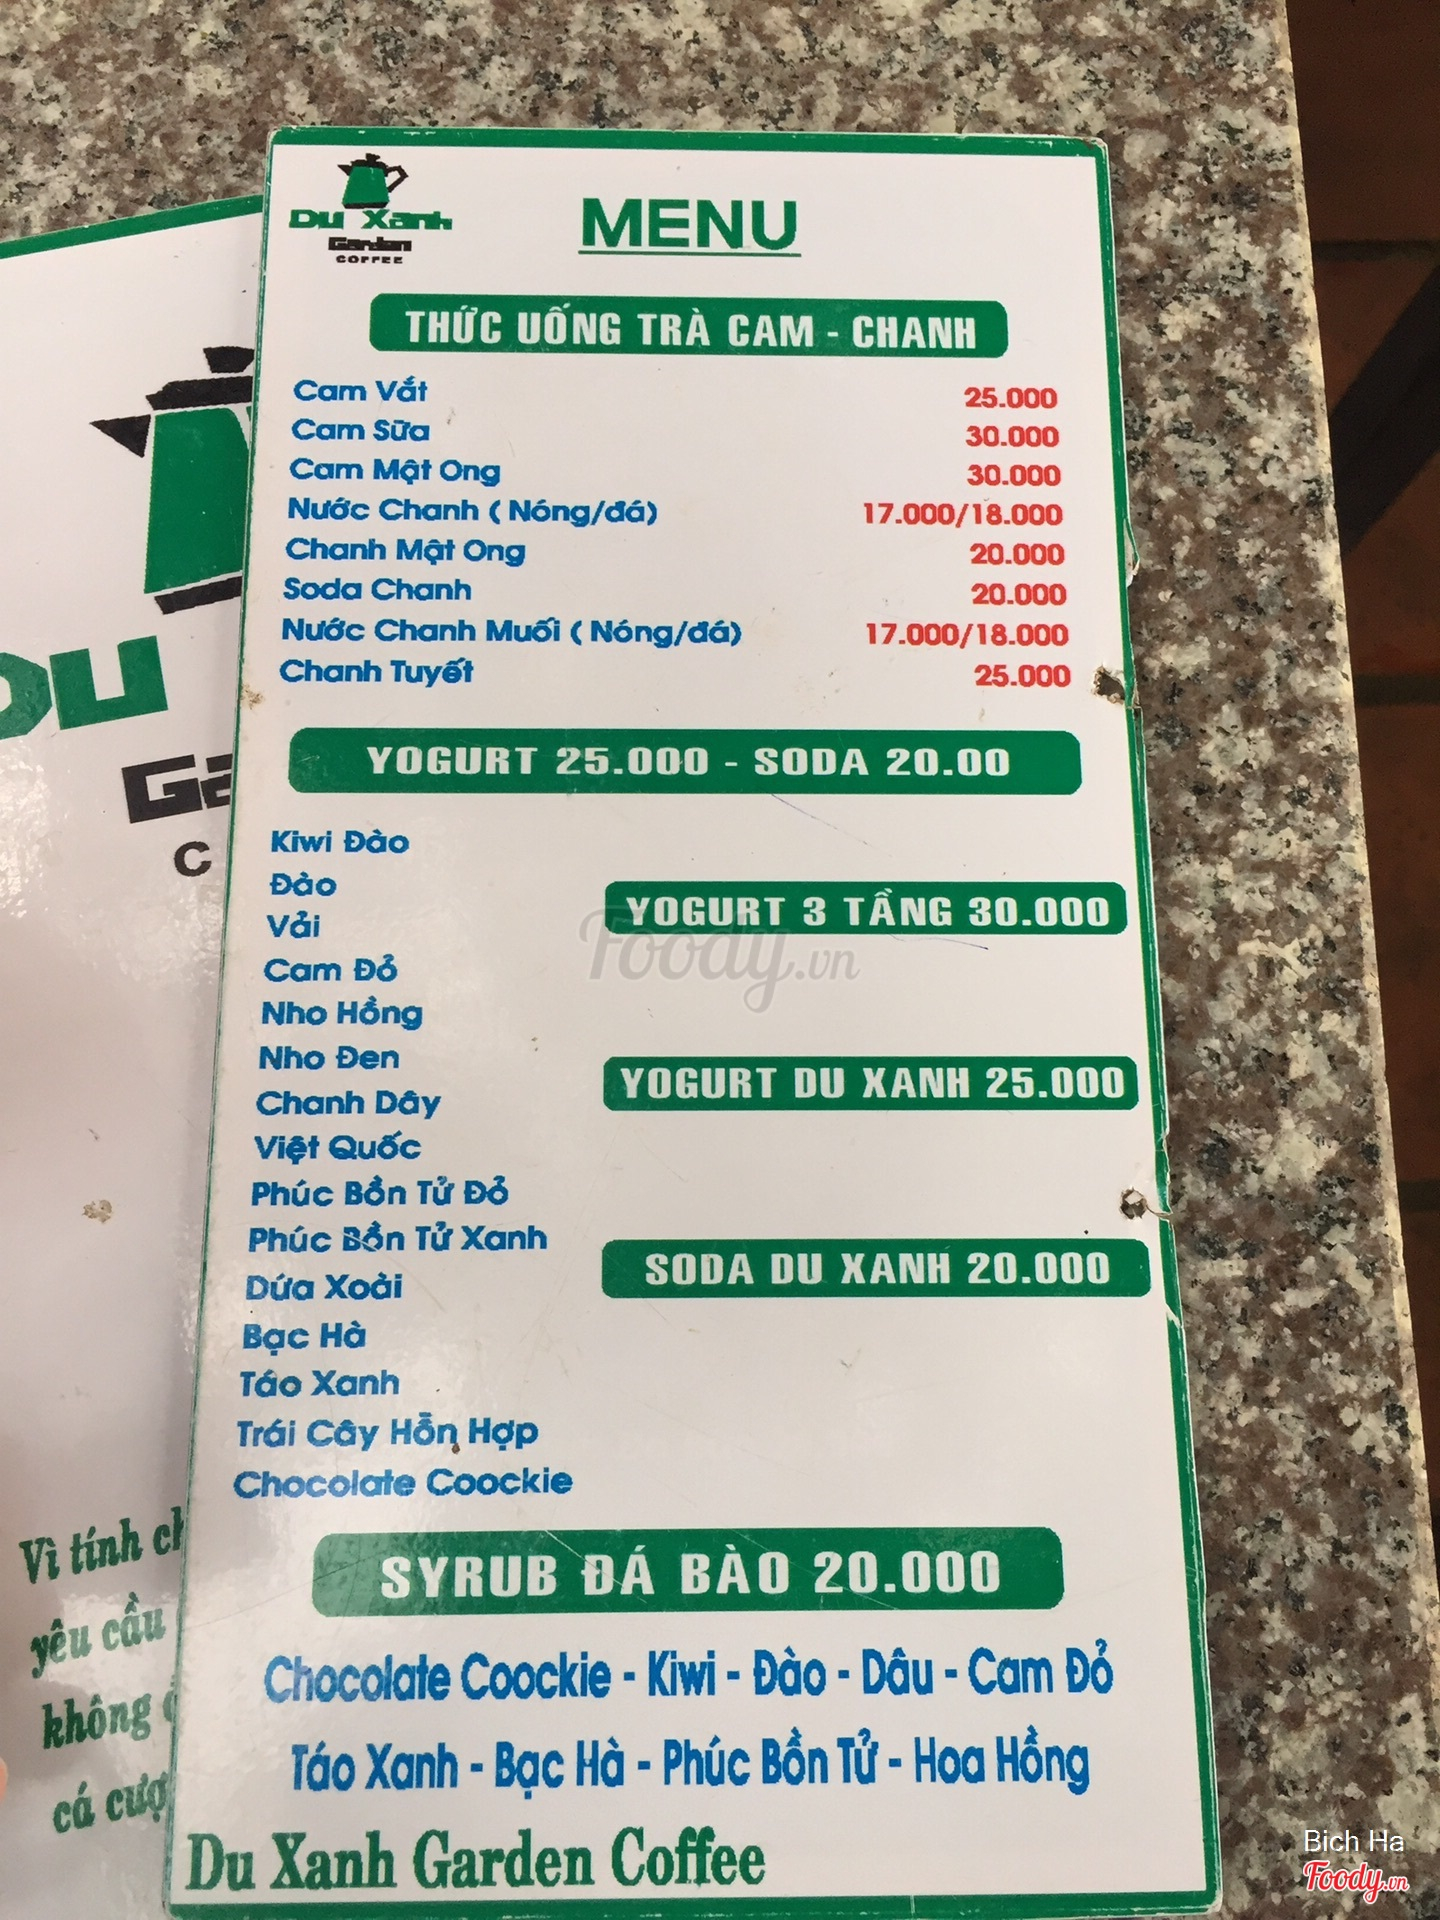 Du Xanh
Garden
COFFEE
MENU
THỨC UỐNG TRÀ CAM - CHANH
Cam Vắt 25.000
Cam Sữa 30.000
Cam Mật Ong 30.000
Nước Chanh ( Nóng/đá) 17.000/18.000
Chanh Mật Ong 20.000
Soda Chanh 20.000
Nước Chanh Muối ( Nóng/đá) 17.000/18.000
Chanh Tuyết 25.000
YOGURT 25.000 - SODA 20.00
Kiwi Đào
Đào
Vải
Cam Đỏ
Nho Hồng
Nho Đen
Chanh Dây
Việt Quốc
Phúc Bồn Tử Đỏ
Phúc Bồn Tử Xanh
Dứa Xoài
Bạc Hà
Táo Xanh
Trái Cây Hỗn Hợp
Chocolate Coockie
YOGURT 3 TẦNG 30.000
YOGURT DU XANH 25.000
SODA DU XANH 20.000
SYRUB ĐÁ BÀO 20.000
Chocolate Coockie - Kiwi - Đào - Dâu - Cam Đỏ
Táo Xanh - Bạc Hà - Phúc Bồn Tử - Hoa Hồng
Du Xanh Garden Coffee
Du
Vì tính
yêu cầu
không
cá
Foody.vn
Bich Ha
Foody.vn